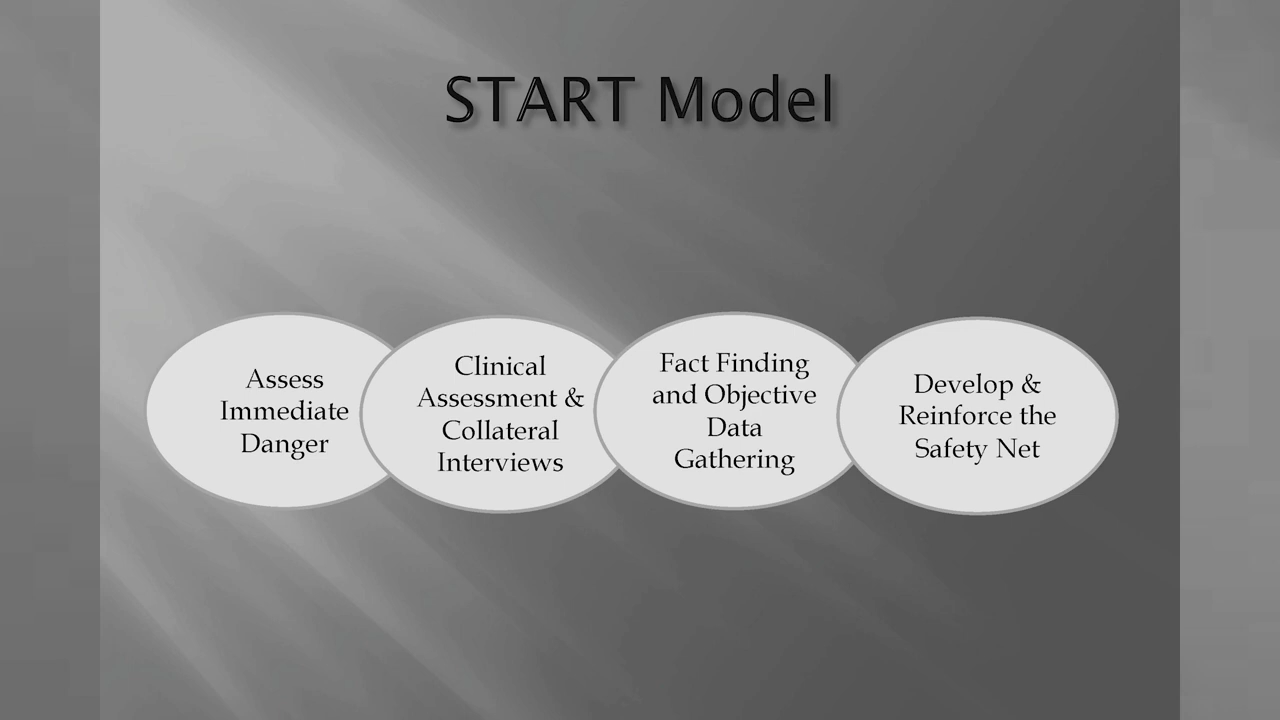 START Model
Assess
Immediate
Danger
Clinical
Assessment &
Collateral
Interviews
Fact Finding
and Objective
Data
Gathering
Develop &
Reinforce the
Safety Net